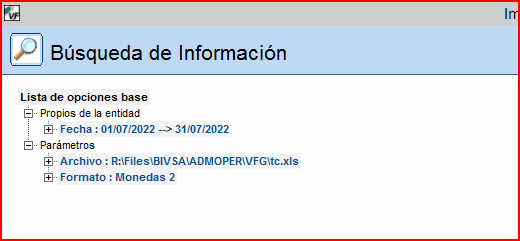 VF
Im
Búsqueda de Información
Lista de opciones base
Propios de la entidad
Fecha : 01/07/2022 --> 31/07/2022
Parámetros
Archivo : R:\Files\BIVSA\ADMOPER\VFG\tc.xls
Formato : Monedas 2